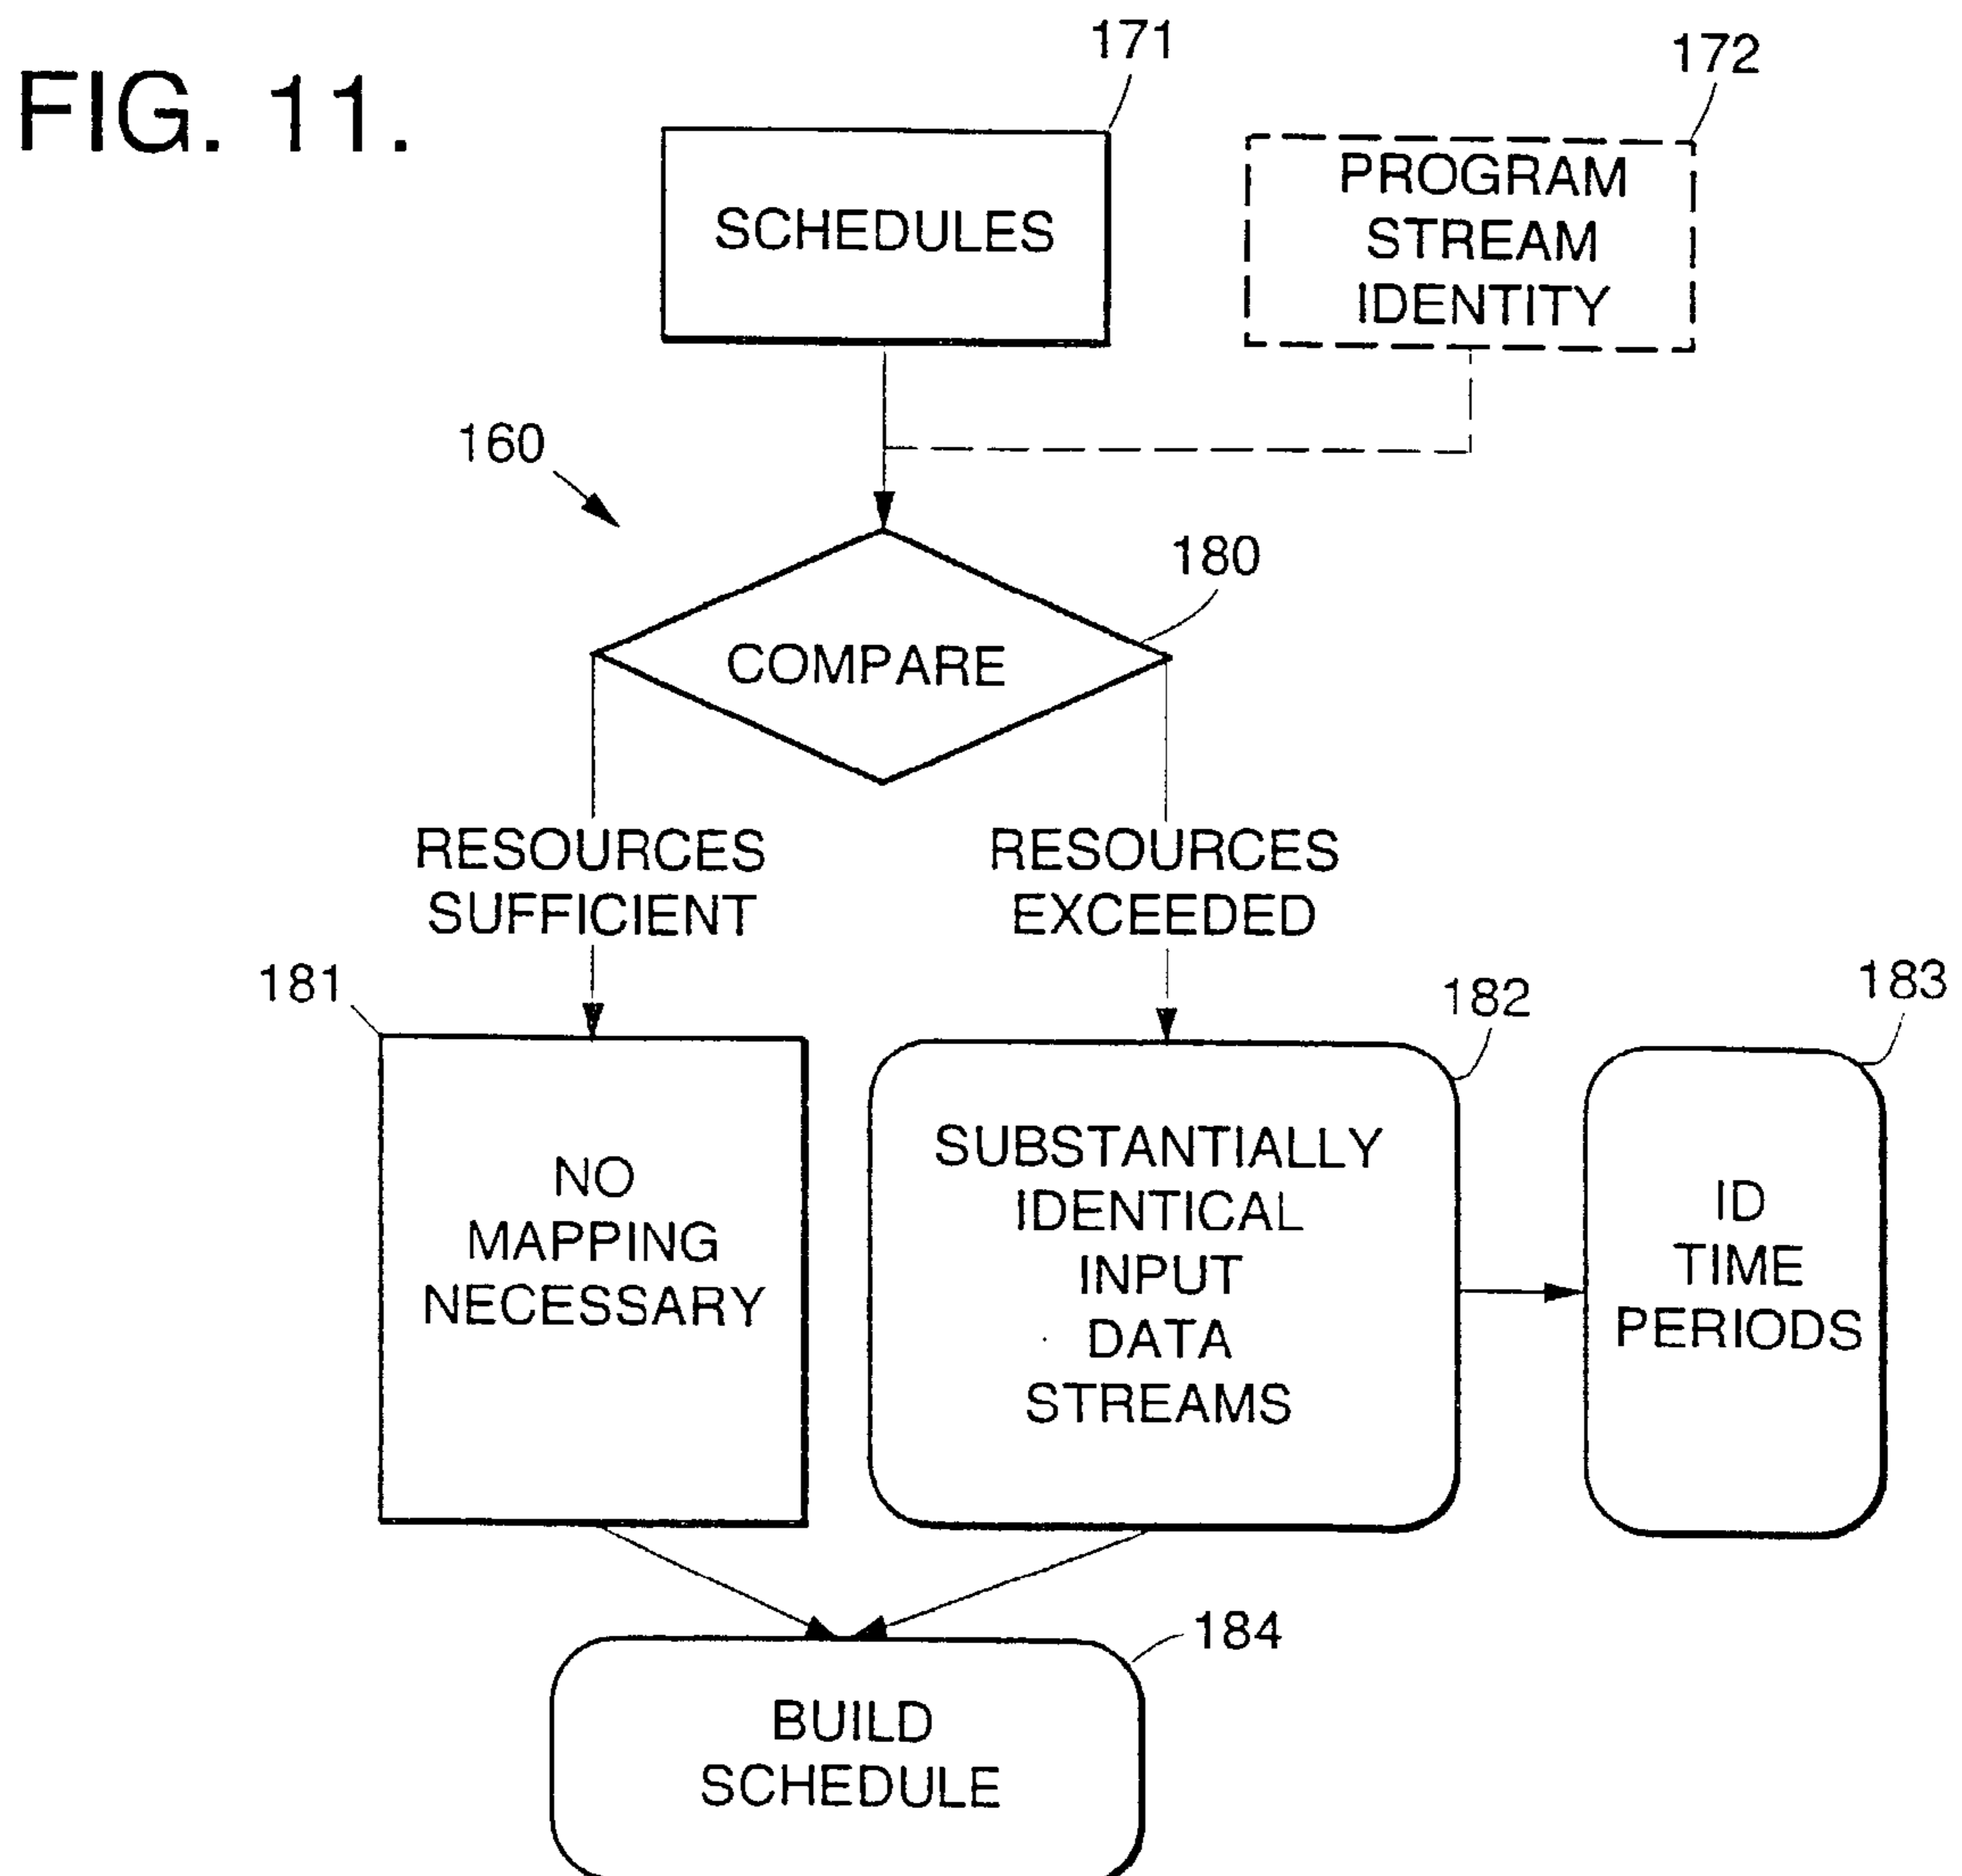 FIG. 11.
171
172
SCHEDULES
PROGRAM
STREAM
IDENTITY
160
180
COMPARE
RESOURCES
SUFFICIENT
RESOURCES
EXCEEDED
181
182
183
NO
MAPPING
NECESSARY
SUBSTANTIALLY
IDENTICAL
INPUT
DATA
STREAMS
ID
TIME
PERIODS
184
BUILD
SCHEDULE